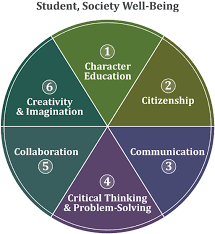 Student, Society Well-Being
①
Character
Education
②
Citizenship
③
Communication
④
Critical Thinking
& Problem-Solving
⑤
Collaboration
⑥
Creativity
& Imagination